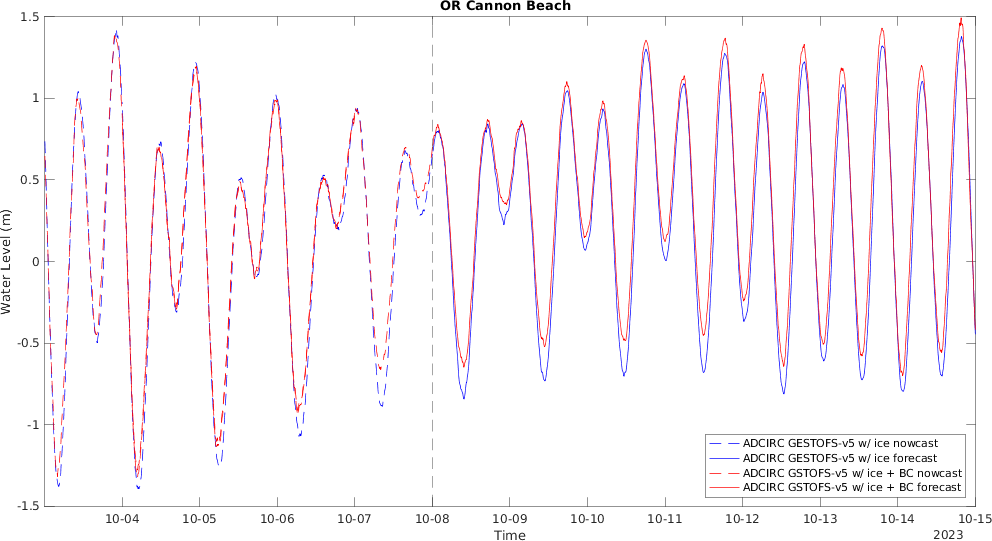 OR Cannon Beach
1.5
1
0.5
0
-0.5
-1
-1.5
Water Level (m)
10-04 10-05 10-06 10-07 10-08 10-09 10-10 10-11 10-12 10-13 10-14 10-15
Time
2023
ADCIRC GESTOFS-v5 w/ ice nowcast
ADCIRC GESTOFS-v5 w/ ice forecast
ADCIRC GSTOFS-v5 w/ ice + BC nowcast
ADCIRC GSTOFS-v5 w/ ice + BC forecast